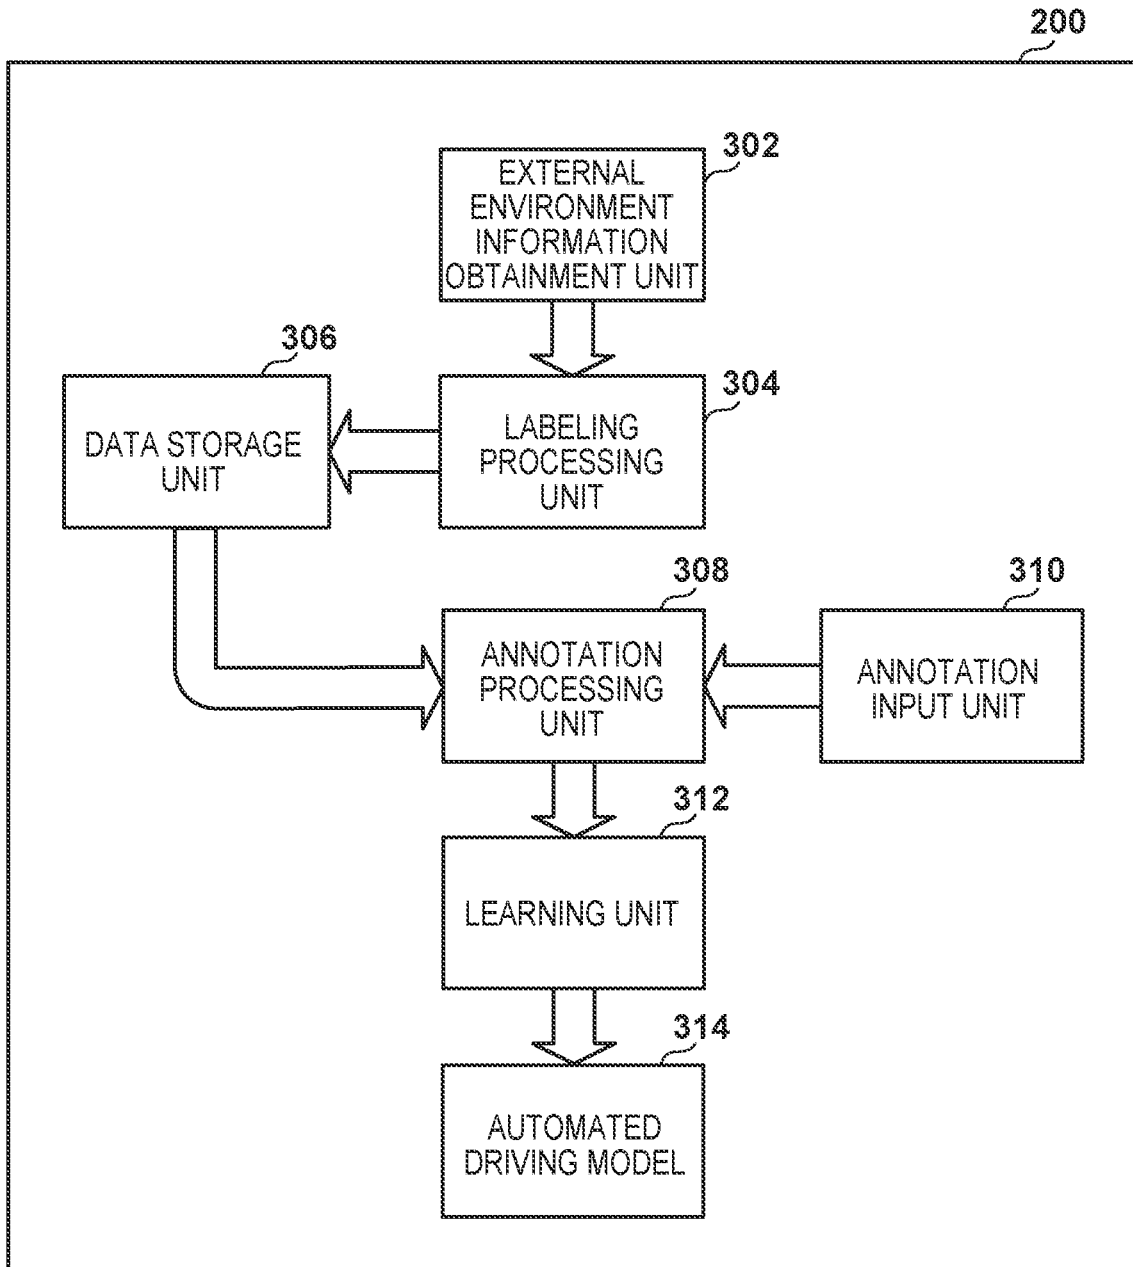 200
302
EXTERNAL
ENVIRONMENT
INFORMATION
OBTAINMENT UNIT
306
DATA STORAGE
UNIT
304
LABELING
PROCESSING
UNIT
308
ANNOTATION
PROCESSING
UNIT
310
ANNOTATION
INPUT UNIT
312
LEARNING UNIT
314
AUTOMATED
DRIVING MODEL